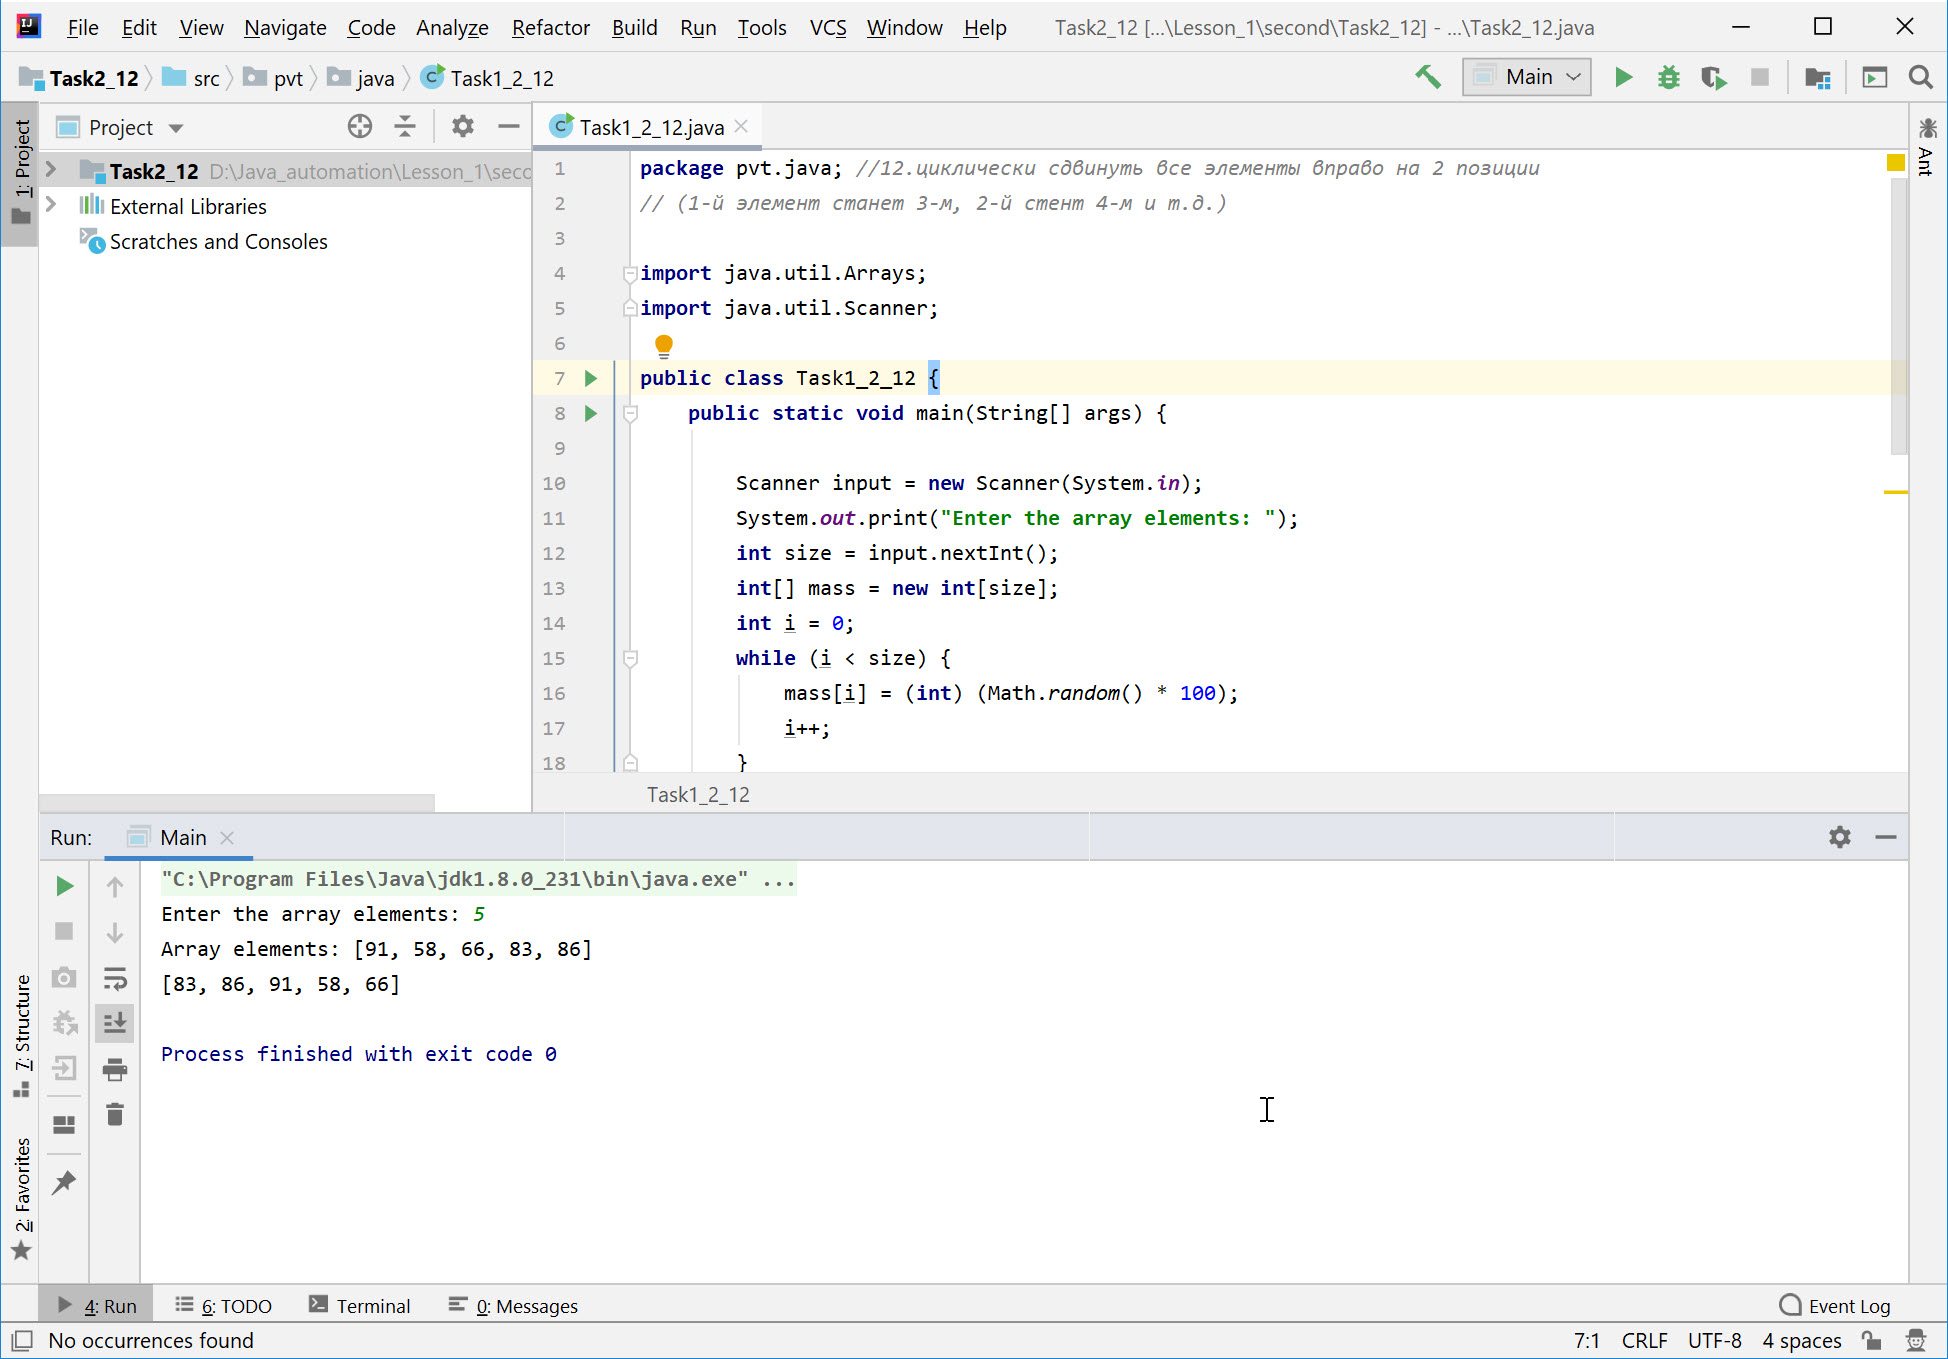 File Edit View Navigate Code Analyze Refactor Build Run Tools VCS Window Help Task2_12 [...\Lesson_1\second\Task2_12] - ...\Task2_12.java
Task2_12 src pvt java Task1_2_12 Main
1: Project
Project
Task1_2_12.java
Ant
Task2_12 D:\Java_automation\Lesson_1\seco
External Libraries
Scratches and Consoles
1 package pvt.java; //12.циклически сдвинуть все элементы вправо на 2 позиции
2 // (1-й элемент станет 3-м, 2-й стент 4-м и т.д.)
3
4 import java.util.Arrays;
5 import java.util.Scanner;
6
7 public class Task1_2_12 {
8 public static void main(String[] args) {
9
10 Scanner input = new Scanner(System.in);
11 System.out.print("Enter the array elements: ");
12 int size = input.nextInt();
13 int[] mass = new int[size];
14 int i = 0;
15 while (i < size) {
16 mass[i] = (int) (Math.random() * 100);
17 i++;
18 }
Task1_2_12
Run: Main
"C:\Program Files\Java\jdk1.8.0_231\bin\java.exe" ...
Enter the array elements: 5
Array elements: [91, 58, 66, 83, 86]
[83, 86, 91, 58, 66]
Process finished with exit code 0
7: Structure
2: Favorites
4: Run 6: TODO Terminal 0: Messages Event Log
No occurrences found 7:1 CRLF UTF-8 4 spaces